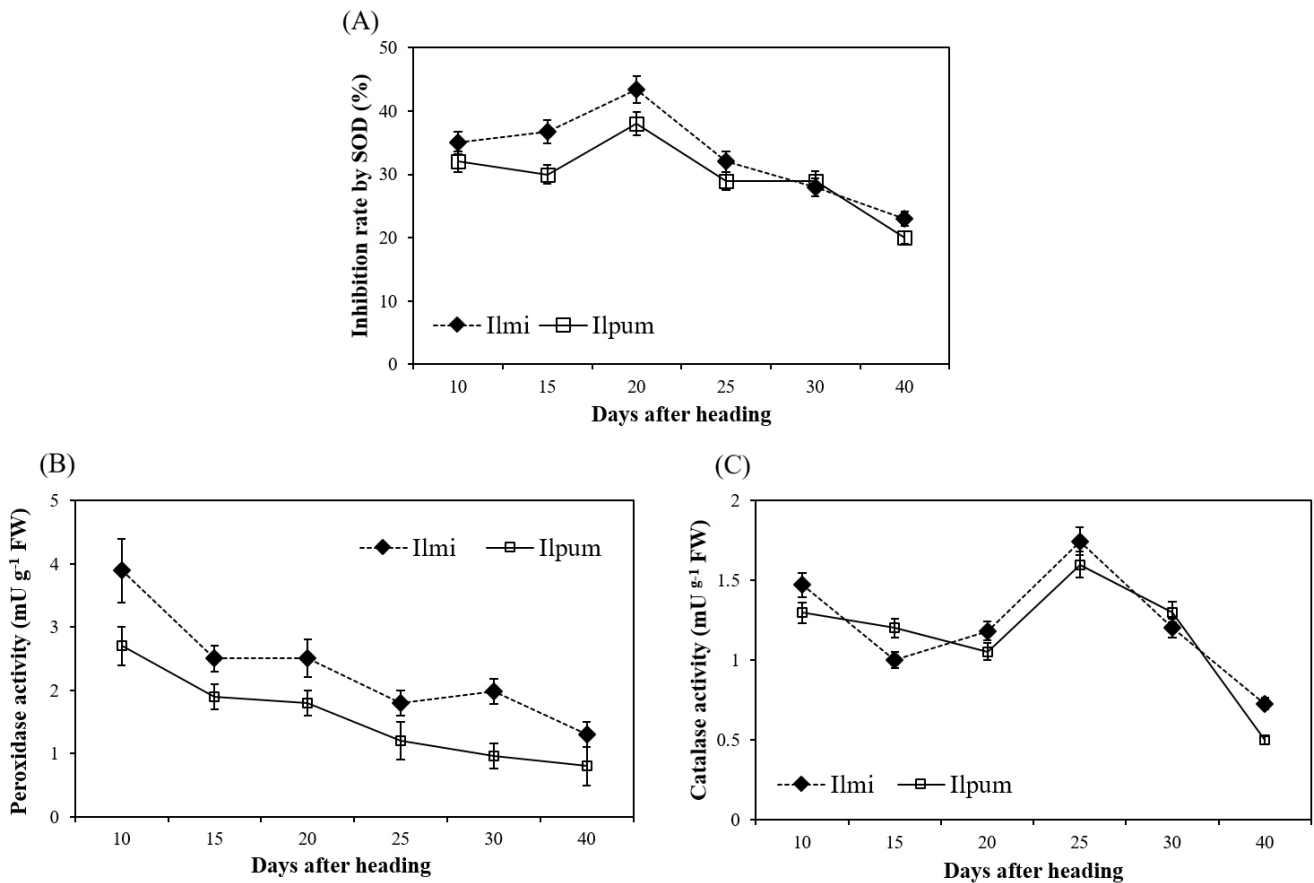 (A)
Inhibition rate by SOD (%)
50
40
30
20
10
0
Ilmi Ilpum
10 15 20 25 30 40
Days after heading
(B)
Peroxidase activity (mU g-1 FW)
5
4
3
2
1
0
Ilmi Ilpum
10 15 20 25 30 40
Days after heading
(C)
Catalase activity (mU g-1 FW)
2
1.5
1
0.5
0
Ilmi Ilpum
10 15 20 25 30 40
Days after heading